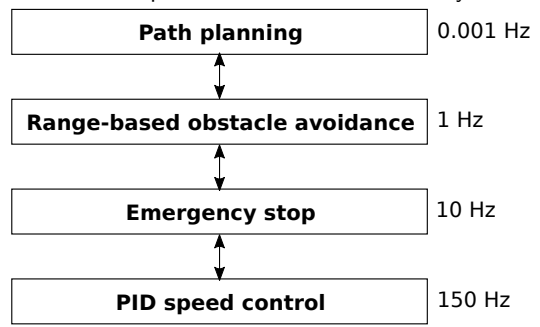 Path planning 0.001 Hz
Range-based obstacle avoidance 1 Hz
Emergency stop 10 Hz
PID speed control 150 Hz